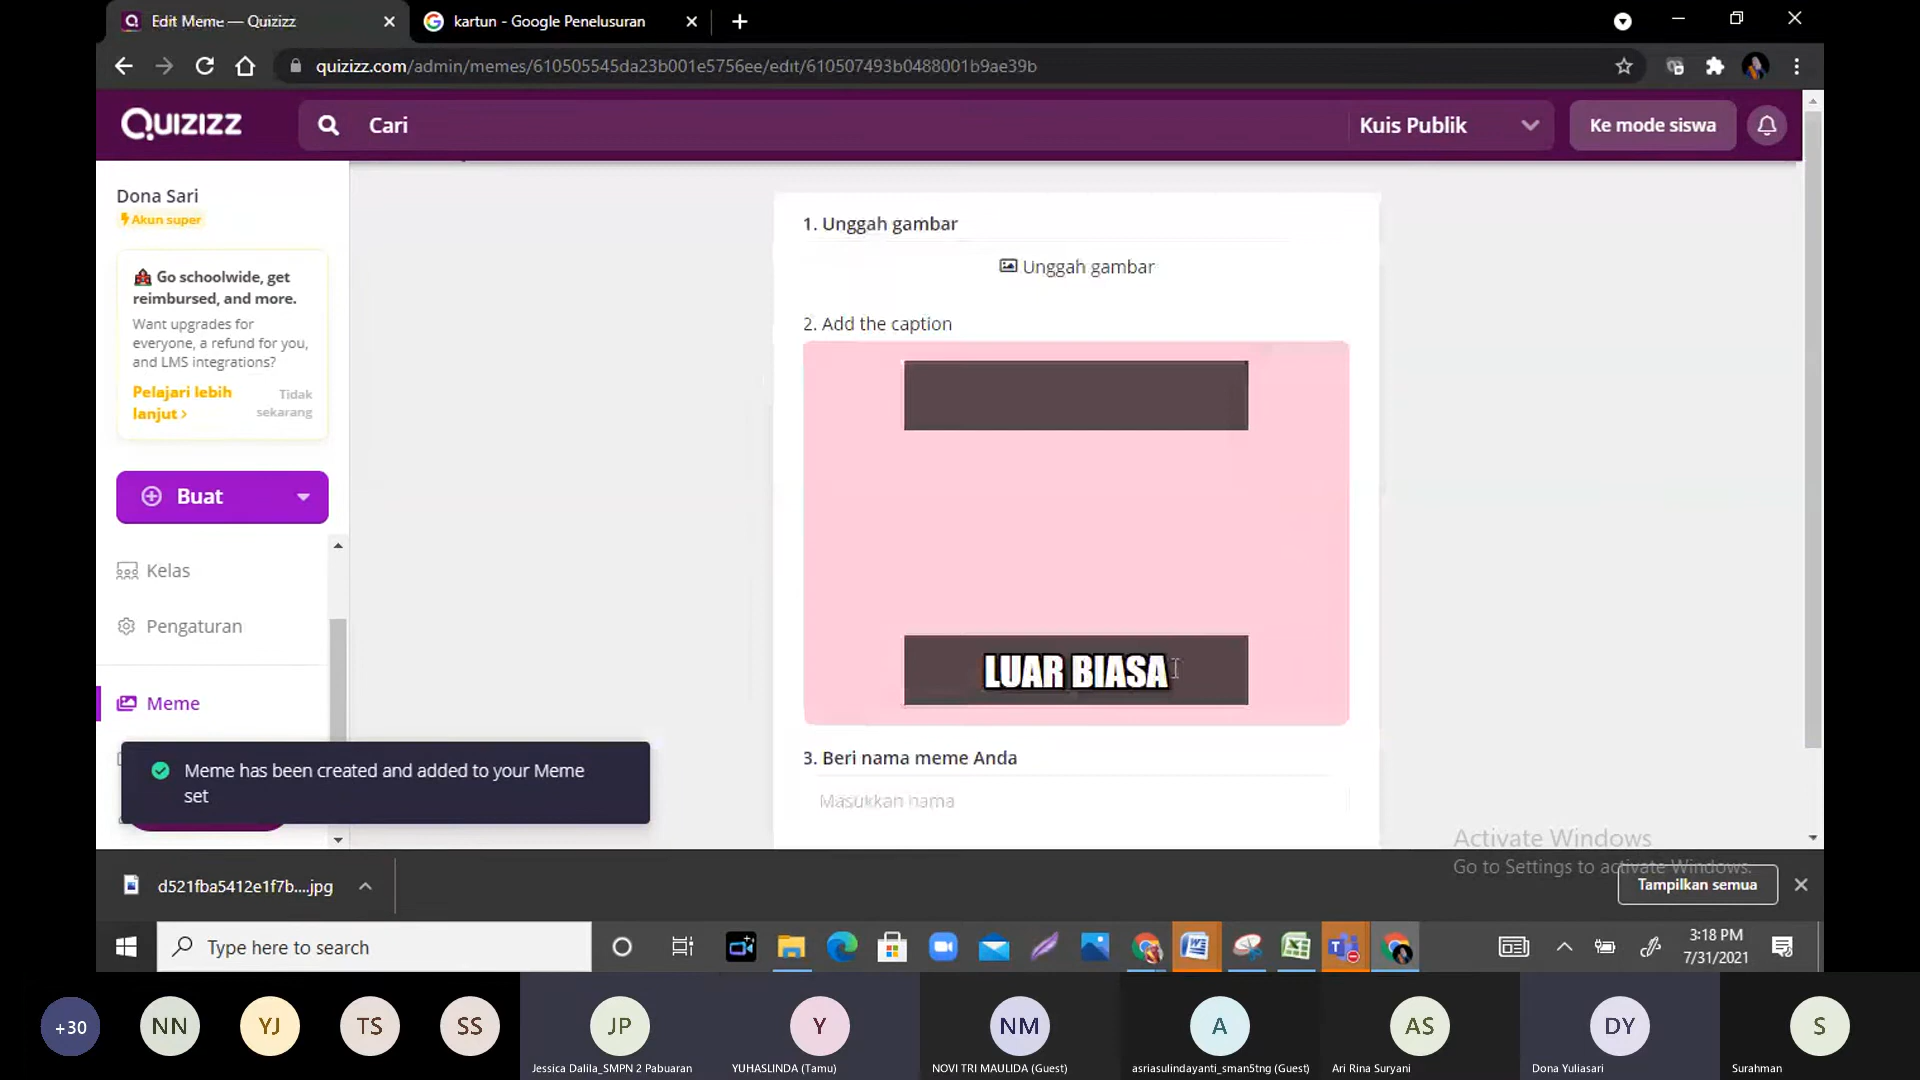 Edit Meme — Quizizz
kartun - Google Penelusuran
quizizz.com/admin/memes/610505545da23b001e5756ee/edit/610507493b0488001b9ae39b
QUIZIZZ
Cari
Kuis Publik
Ke mode siswa
Dona Sari
Akun super
Go schoolwide, get
reimbursed, and more.
Want upgrades for
everyone, a refund for you,
and LMS integrations?
Pelajari lebih
lanjut >
Tidak
sekarang
Buat
Kelas
Pengaturan
Meme
Meme has been created and added to your Meme
set
1. Unggah gambar
Unggah gambar
2. Add the caption
LUAR BIASA
3. Beri nama meme Anda
Masukkan nama
Activate Windows
Go to Settings to activate Windows.
d521fba5412e1f7b....jpg
Tampilkan semua
Type here to search
3:18 PM
7/31/2021
+30
NN
YJ
TS
SS
JP
Y
NM
A
AS
DY
S
Jessica Dalila_SMPN 2 Pabuaran
YUHASLINDA (Tamu)
NOVI TRI MAULIDA (Guest)
asriasulindayanti_sman5tng (Guest)
Ari Rina Suryani
Dona Yuliasari
Surahman